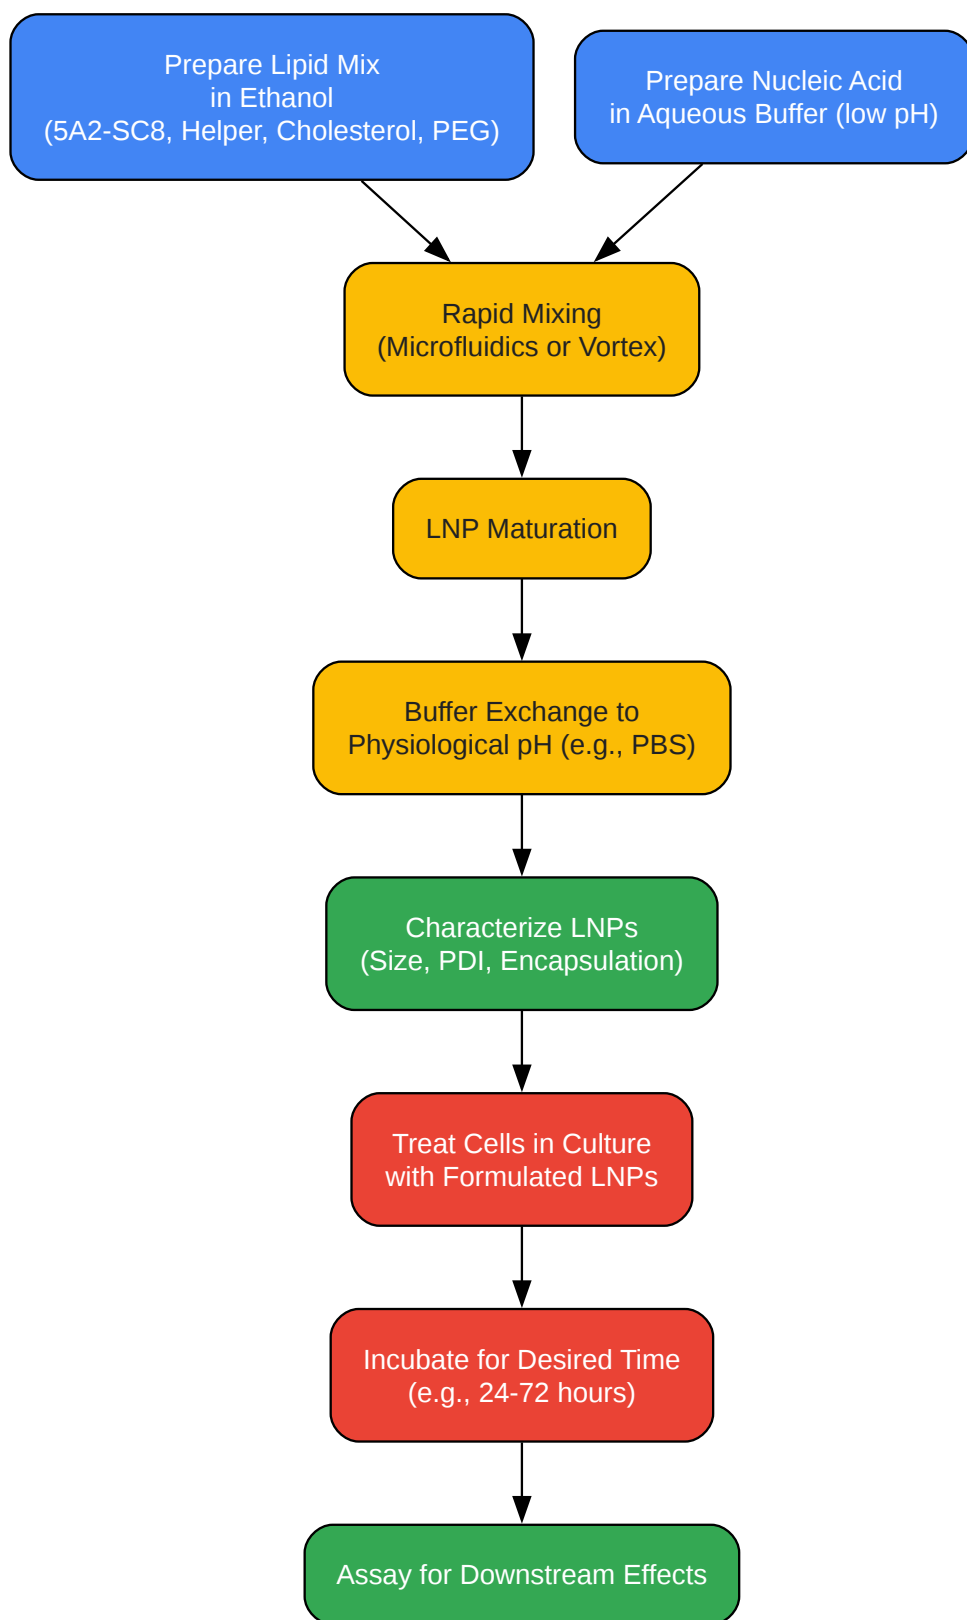 Prepare Lipid Mix
in Ethanol
(5A2-SC8, Helper, Cholesterol, PEG)
Prepare Nucleic Acid
in Aqueous Buffer (low pH)
Rapid Mixing
(Microfluidics or Vortex)
LNP Maturation
Buffer Exchange to
Physiological pH (e.g., PBS)
Characterize LNPs
(Size, PDI, Encapsulation)
Treat Cells in Culture
with Formulated LNPs
Incubate for Desired Time
(e.g., 24-72 hours)
Assay for Downstream Effects